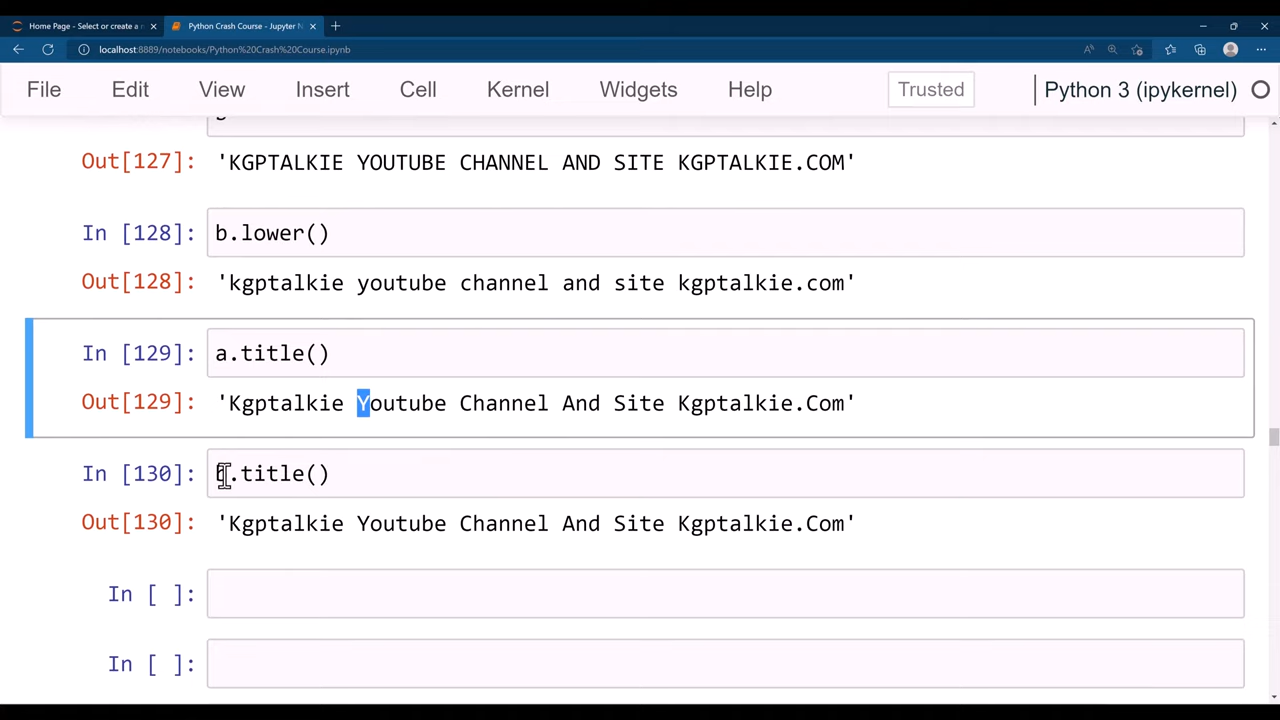 Home Page - Select or create a n
Python Crash Course - Jupyter N
localhost:8889/notebooks/Python%20Crash%20Course.ipynb
File Edit View Insert Cell Kernel Widgets Help Trusted Python 3 (ipykernel)
Out[127]: 'KGPTALKIE YOUTUBE CHANNEL AND SITE KGPTALKIE.COM'
In [128]: b.lower()
Out[128]: 'kgptalkie youtube channel and site kgptalkie.com'
In [129]: a.title()
Out[129]: 'Kgptalkie Youtube Channel And Site Kgptalkie.Com'
In [130]: .title()
Out[130]: 'Kgptalkie Youtube Channel And Site Kgptalkie.Com'
In [ ]:
In [ ]: